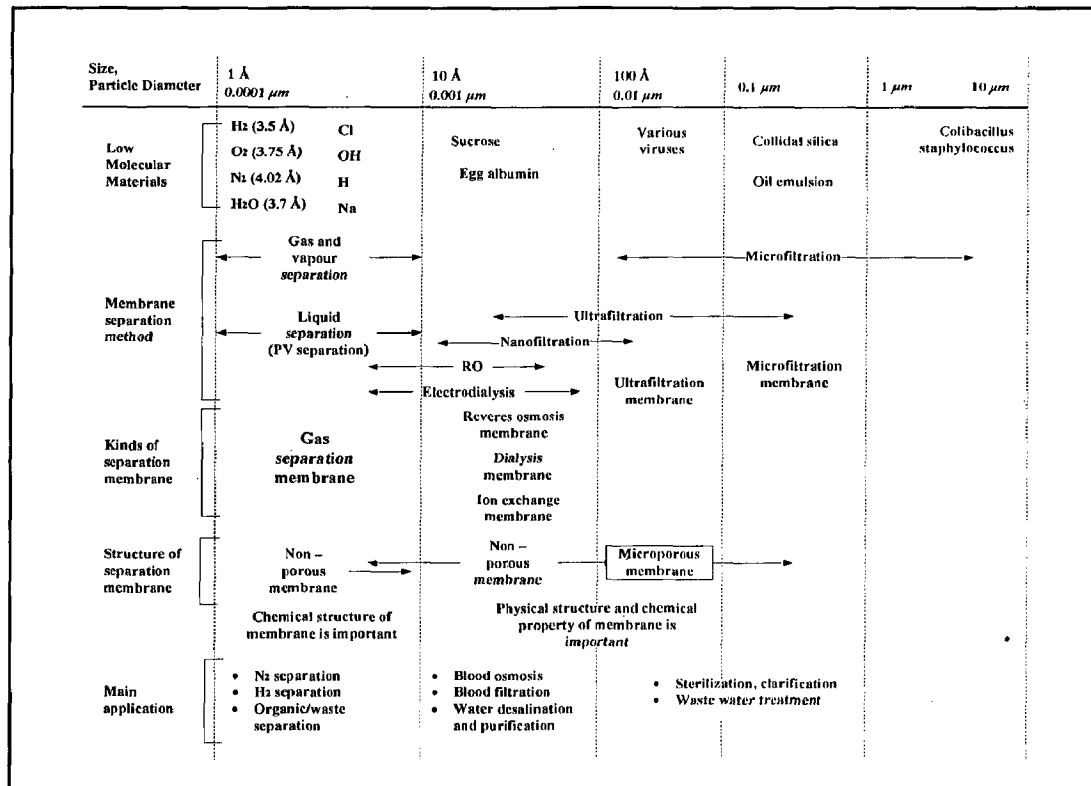 Size,
Particle Diameter
1 Å
0.0001 µm
10 Å
0.001 µm
100 Å
0.01 µm
0.1 µm
1 µm
10 µm
Low
Molecular
Materials
H2 (3.5 Å) Cl
O2 (3.75 Å) OH
N2 (4.02 Å) H
H2O (3.7 Å) Na
Sucrose
Egg albumin
Various
viruses
Collidal silica
Oil emulsion
Colibacillus
staphylococcus
Membrane
separation
method
Gas and
vapour
separation
Microfiltration
Liquid
separation
(PV separation)
Ultrafiltration
Nanofiltration
RO
Electrodialysis
Ultrafiltration
membrane
Microfiltration
membrane
Kinds of
separation
membrane
Gas
separation
membrane
Reveres osmosis
membrane
Dialysis
membrane
Ion exchange
membrane
Structure of
separation
membrane
Non –
porous
membrane
Non –
porous
membrane
Microporous
membrane
Chemical structure of
membrane is important
Physical structure and chemical
property of membrane is
important
Main
application
• N2 separation
• H2 separation
• Organic/waste
separation
• Blood osmosis
• Blood filtration
• Water desalination
and purification
• Sterilization, clarification
• Waste water treatment